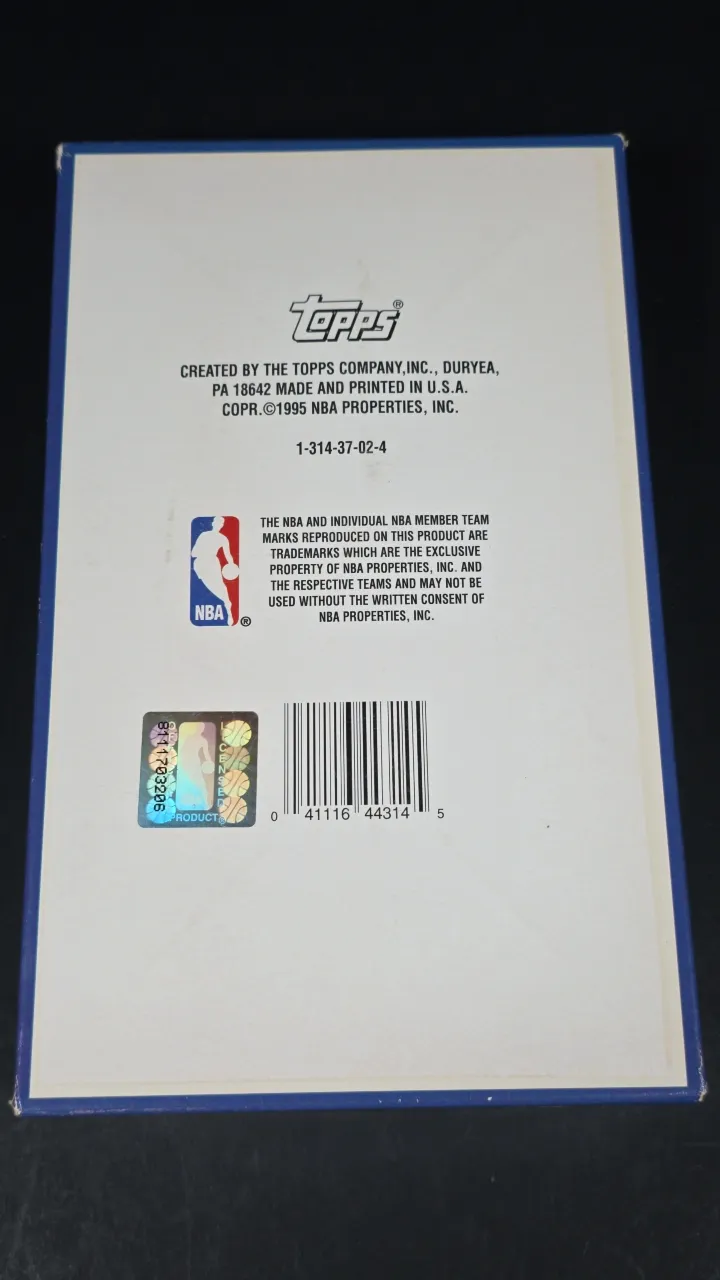 TOPPS®
CREATED BY THE TOPPS COMPANY,INC., DURYEA,
PA 18642 MADE AND PRINTED IN U.S.A.
COPR.©1995 NBA PROPERTIES, INC.
1-314-37-02-4
THE NBA AND INDIVIDUAL NBA MEMBER TEAM
MARKS REPRODUCED ON THIS PRODUCT ARE
TRADEMARKS WHICH ARE THE EXCLUSIVE
PROPERTY OF NBA PROPERTIES, INC. AND
THE RESPECTIVE TEAMS AND MAY NOT BE
USED WITHOUT THE WRITTEN CONSENT OF
NBA PROPERTIES, INC.
NBA®
8111703206
LICENSED
PRODUCT
0 41116 44314 5